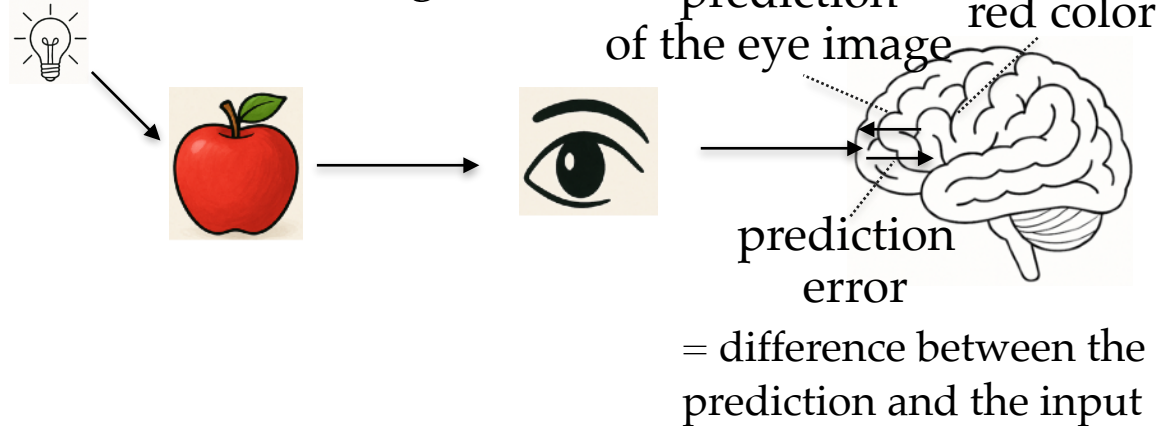 prediction
of the eye image
red color
prediction
error
= difference between the
prediction and the input